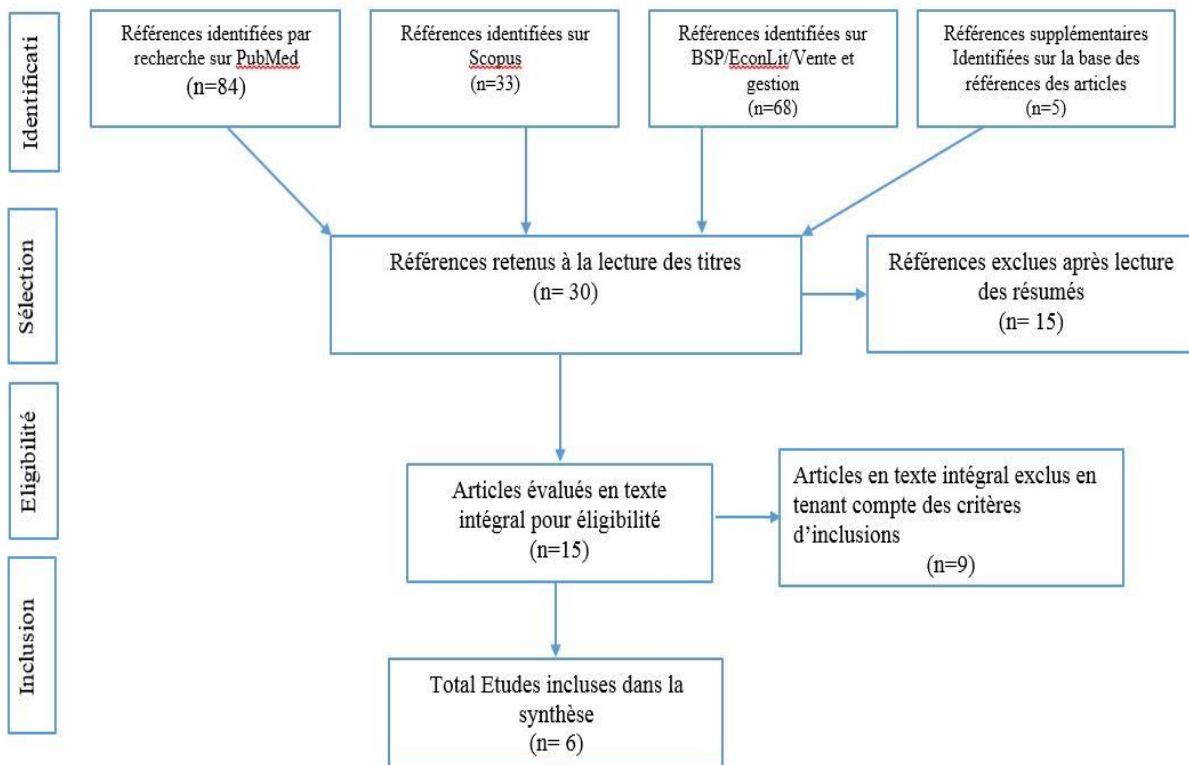 Identificati
Références identifiées par
recherche sur PubMed
(n=84)
Références identifiées sur
Scopus
(n=33)
Références identifiées sur
BSP/EconLit/Vente et
gestion
(n=68)
Références supplémentaires
Identifiées sur la base des
références des articles
(n=5)
Sélection
Références retenus à la lecture des titres
(n= 30)
Références exclues après lecture
des résumés
(n= 15)
Eligibilité
Articles évalués en texte
intégral pour éligibilité
(n=15)
Articles en texte intégral exclus en
tenant compte des critères
d’inclusions
(n=9)
Inclusion
Total Etudes incluses dans la
synthèse
(n= 6)